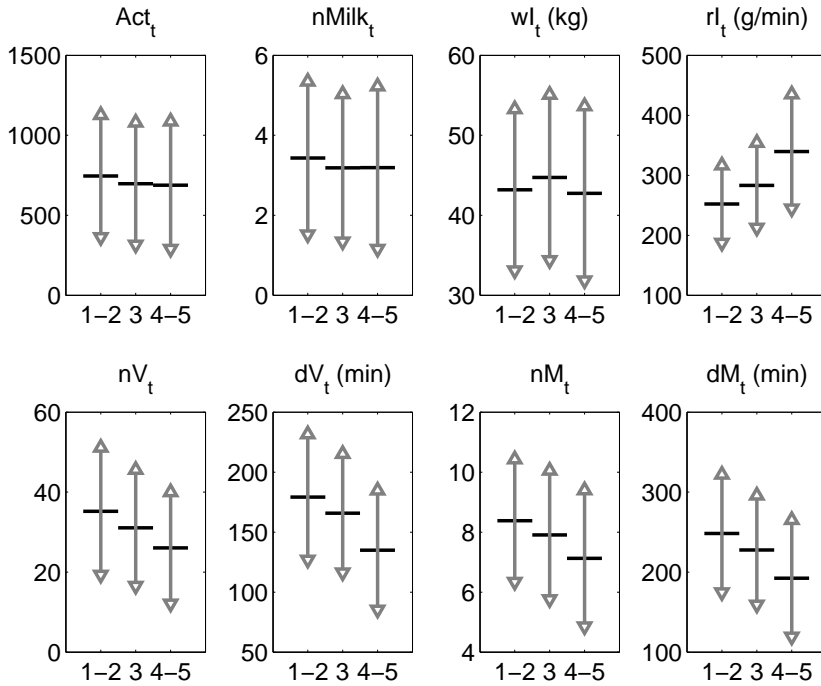 Act_t nMilk_t wI_t (kg) rI_t (g/min)
1500 6 60 500
1000 4 50 400
500 2 40 300
0 0 30 200
100
1−2 3 4−5 1−2 3 4−5 1−2 3 4−5 1−2 3 4−5
nV_t dV_t (min) nM_t dM_t (min)
60 250 12 400
40 200 10 300
20 150 8 200
0 100 6 100
50 4
1−2 3 4−5 1−2 3 4−5 1−2 3 4−5 1−2 3 4−5